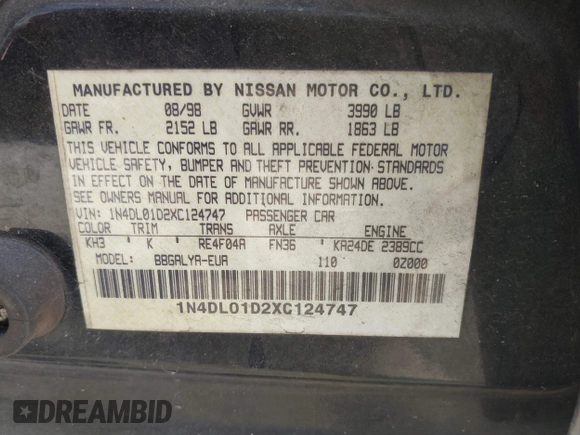 MANUFACTURED BY NISSAN MOTOR CO., LTD.
DATE 08/98 GVWR 3990 LB
GAWR FR. 2152 LB GAWR RR. 1863 LB
THIS VEHICLE CONFORMS TO ALL APPLICABLE FEDERAL MOTOR
VEHICLE SAFETY, BUMPER AND THEFT PREVENTION STANDARDS
IN EFFECT ON THE DATE OF MANUFACTURE SHOWN ABOVE.
SEE OWNERS MANUAL FOR ADDITIONAL INFORMATION.
VIN: 1N4DL01D2XC124747 PASSENGER CAR
COLOR TRIM TRANS AXLE ENGINE
KH3 K RE4F04A FN36 KA24DE 2389CC
MODEL: BBGALYA-EUA 110 0Z000
1N4DL01D2XC124747
DREAMBID